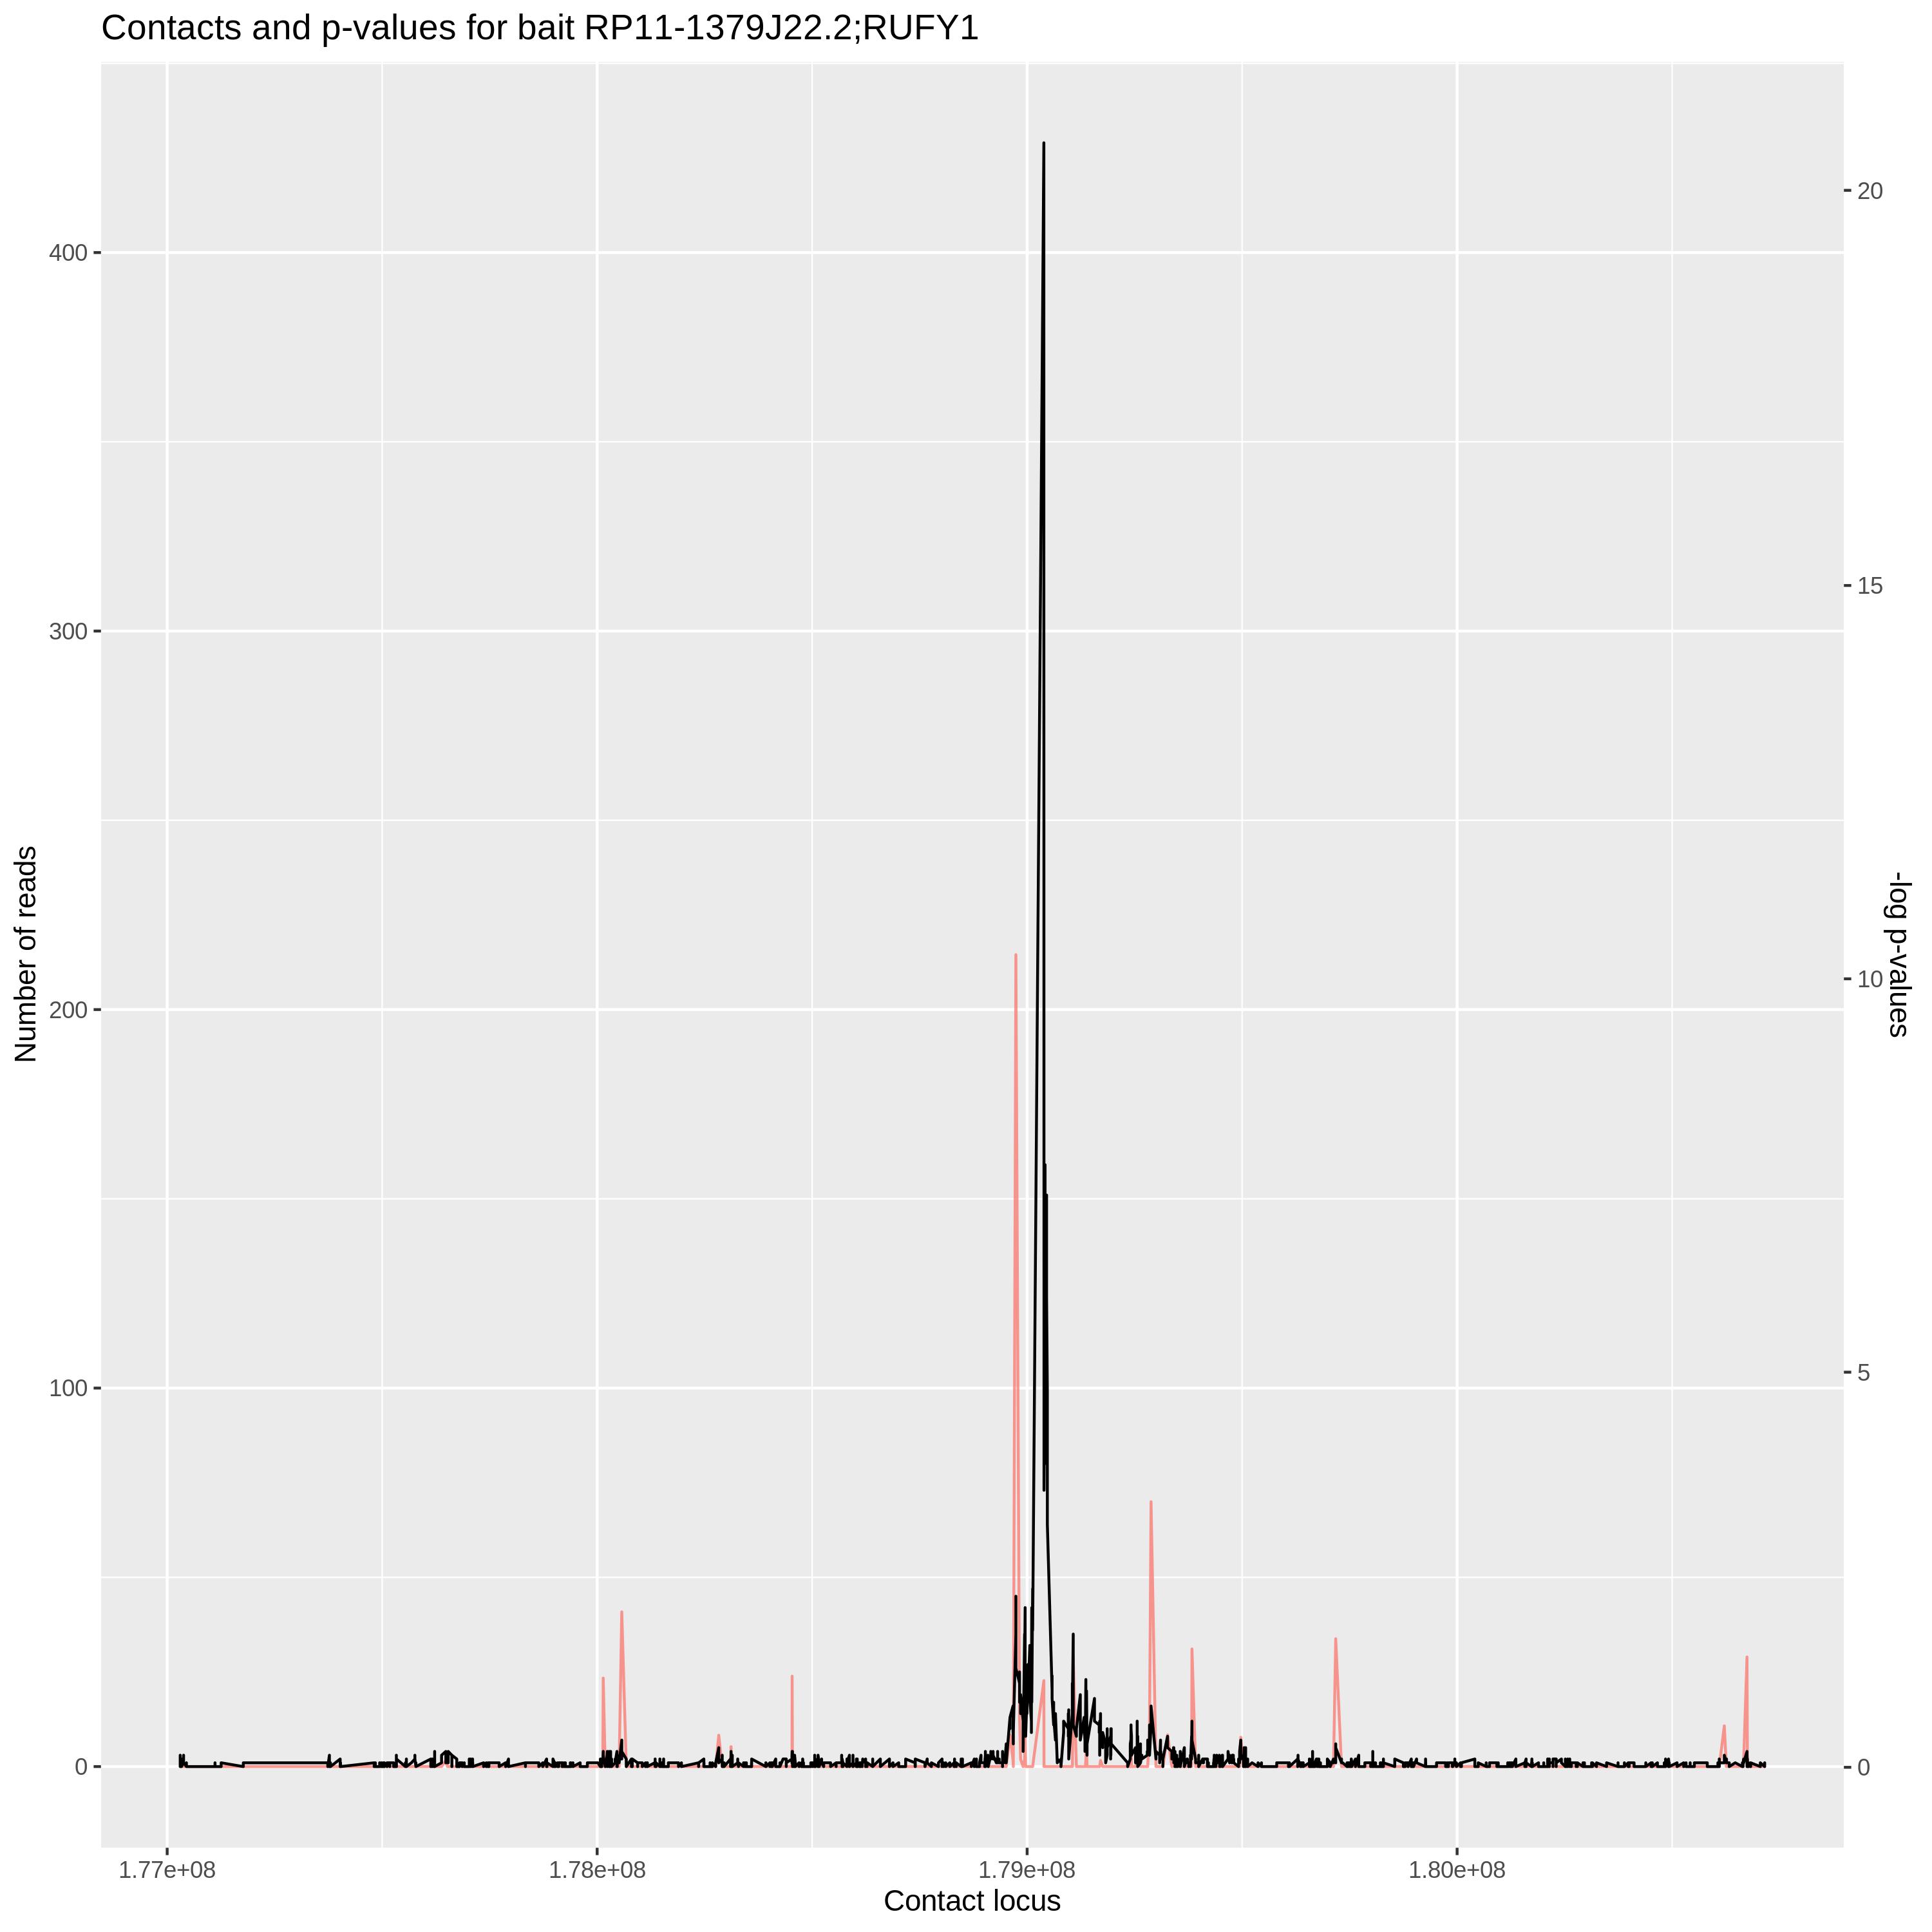 Contacts and p-values for bait RP11-1379J22.2;RUFY1
Number of reads
400
300
200
100
0
20
15
10
5
0
-log p-values
1.77e+08
1.78e+08
1.79e+08
1.80e+08
Contact locus